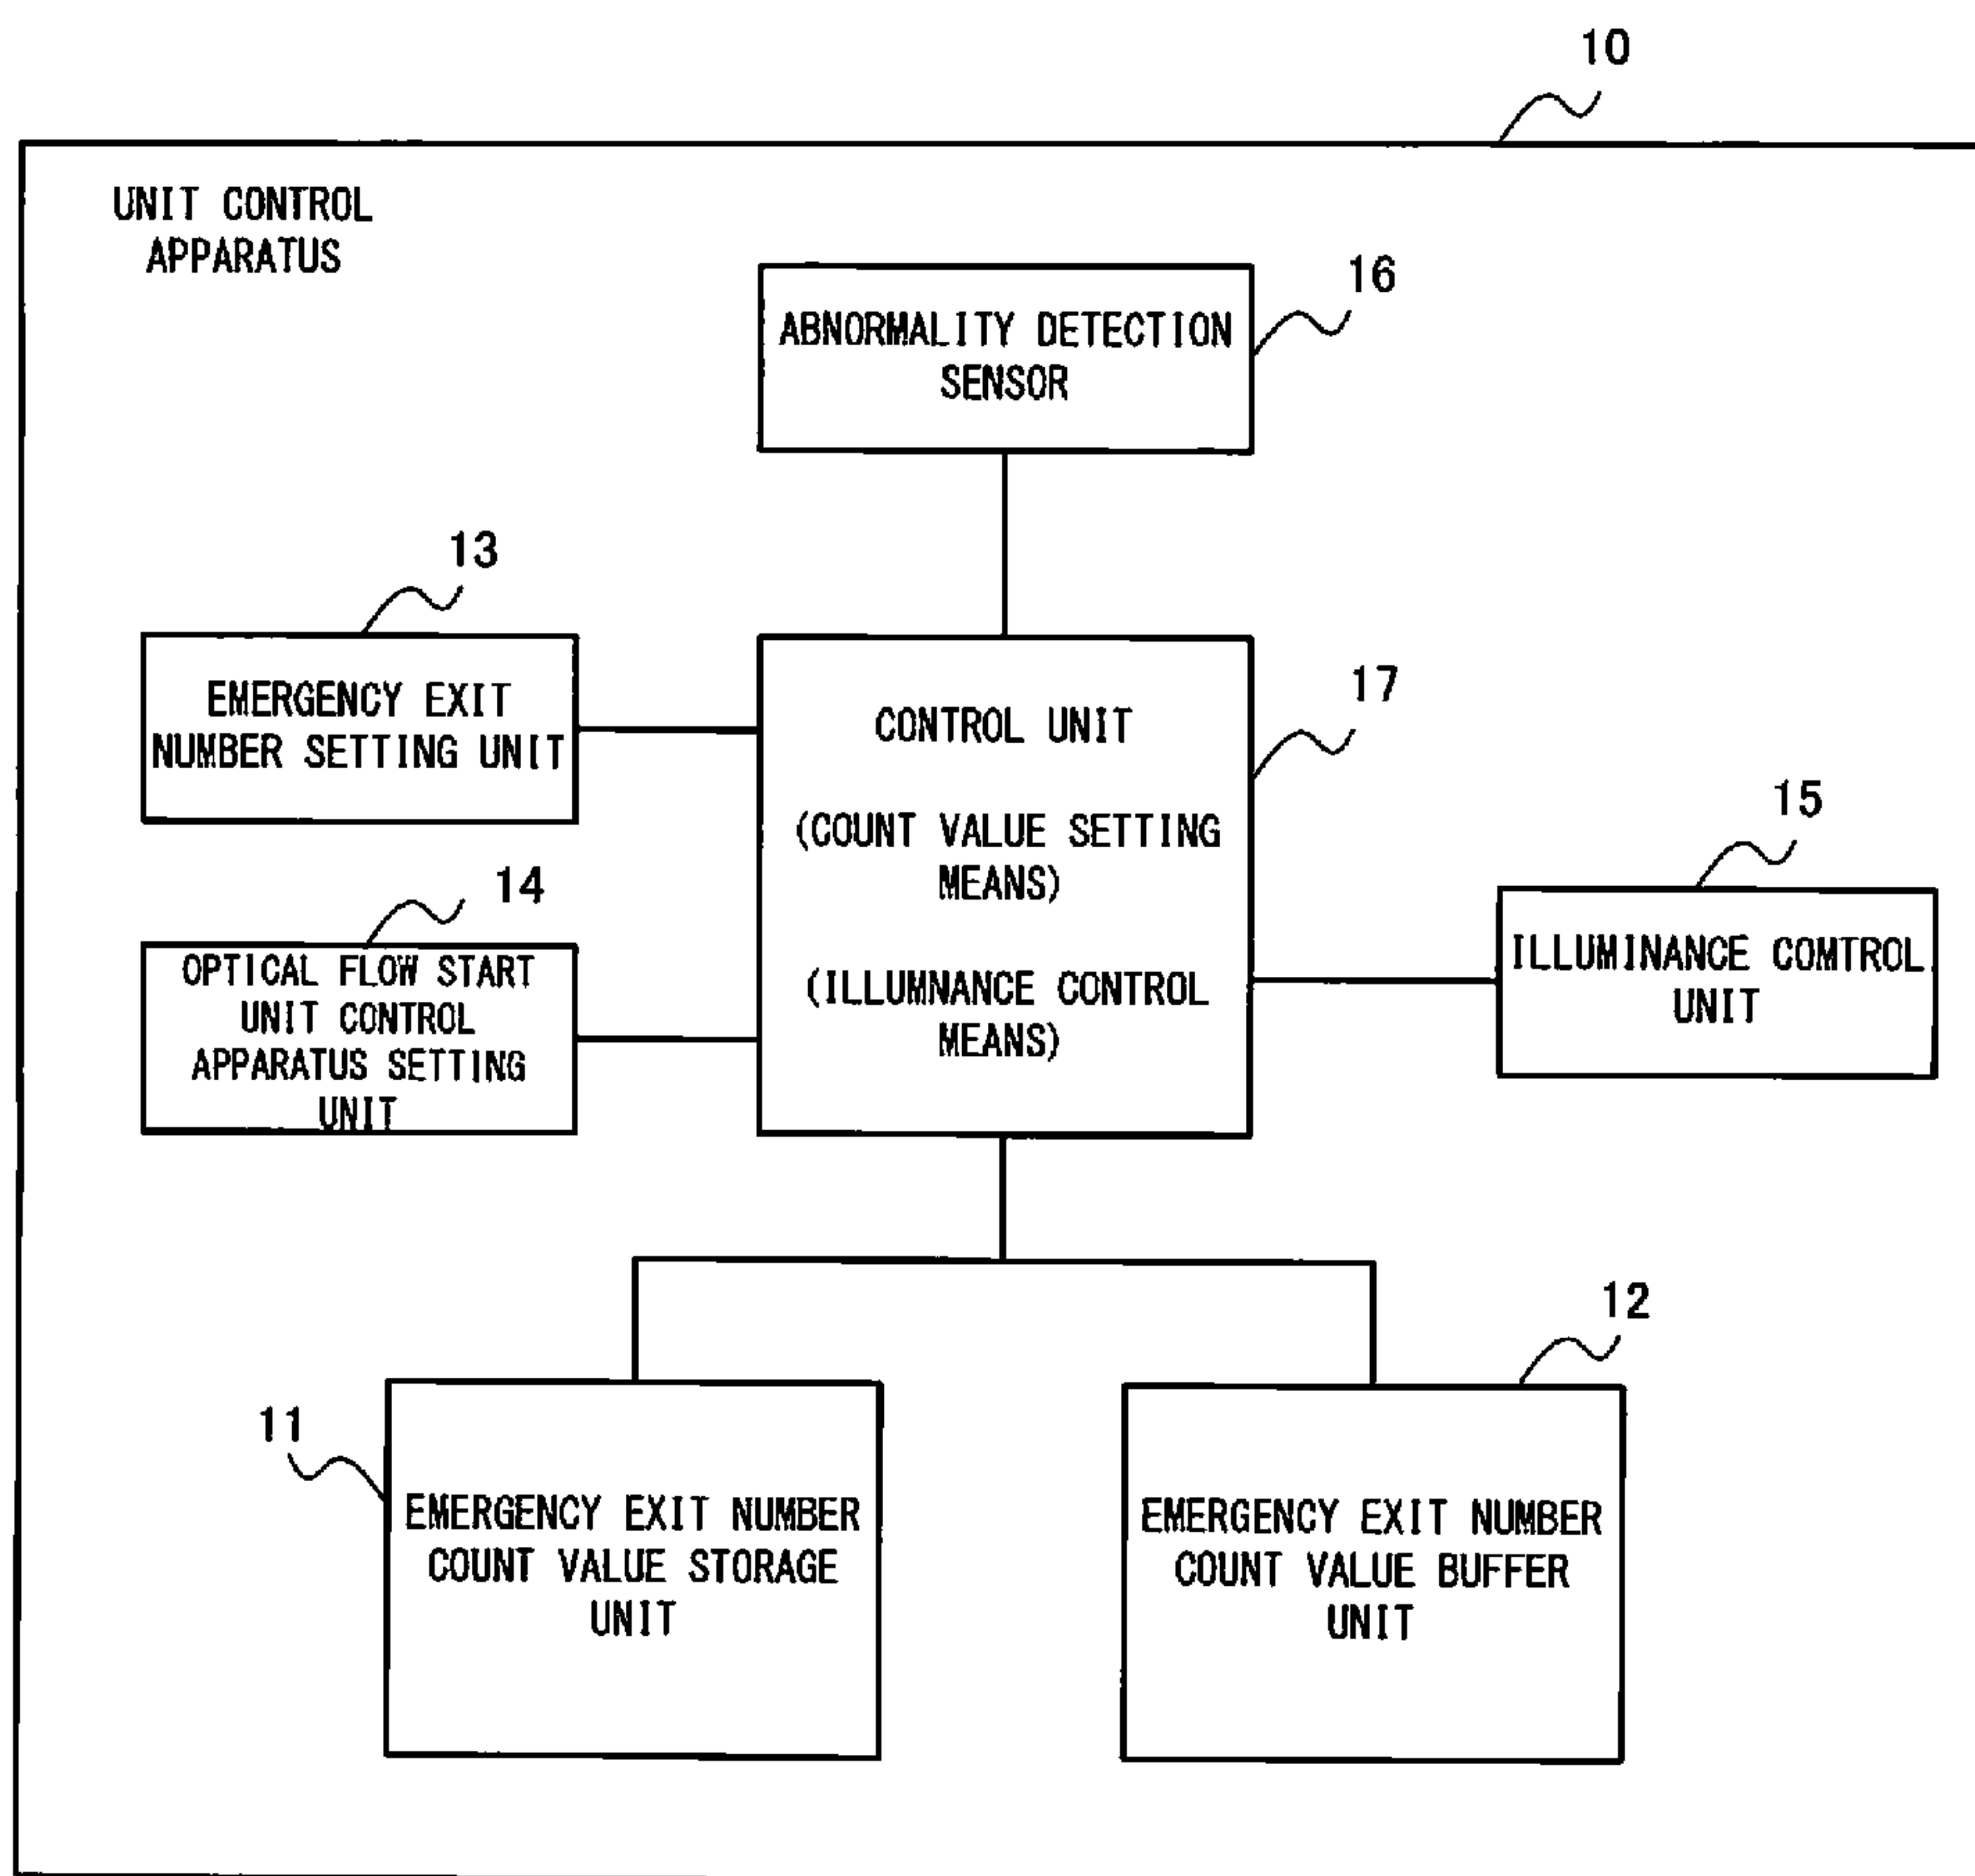 10
UNIT CONTROL
APPARATUS
16
ABNORMALITY DETECTION
SENSOR
13
EMERGENCY EXIT
NUMBER SETTING UNIT
17
CONTROL UNIT
(COUNT VALUE SETTING
MEANS)
(ILLUMNANCE CONTROL
MEANS)
14
OPTICAL FLOW START
UNIT CONTROL
APPARATUS SETTING
UNIT
15
ILLUMINANCE COMTROL
UNIT
11
EMERGENCY EXIT NUMBER
COUNT VALUE STORAGE
UNIT
12
EMERGENCY EXIT NUMBER
COUNT VALUE BUFFER
UNIT